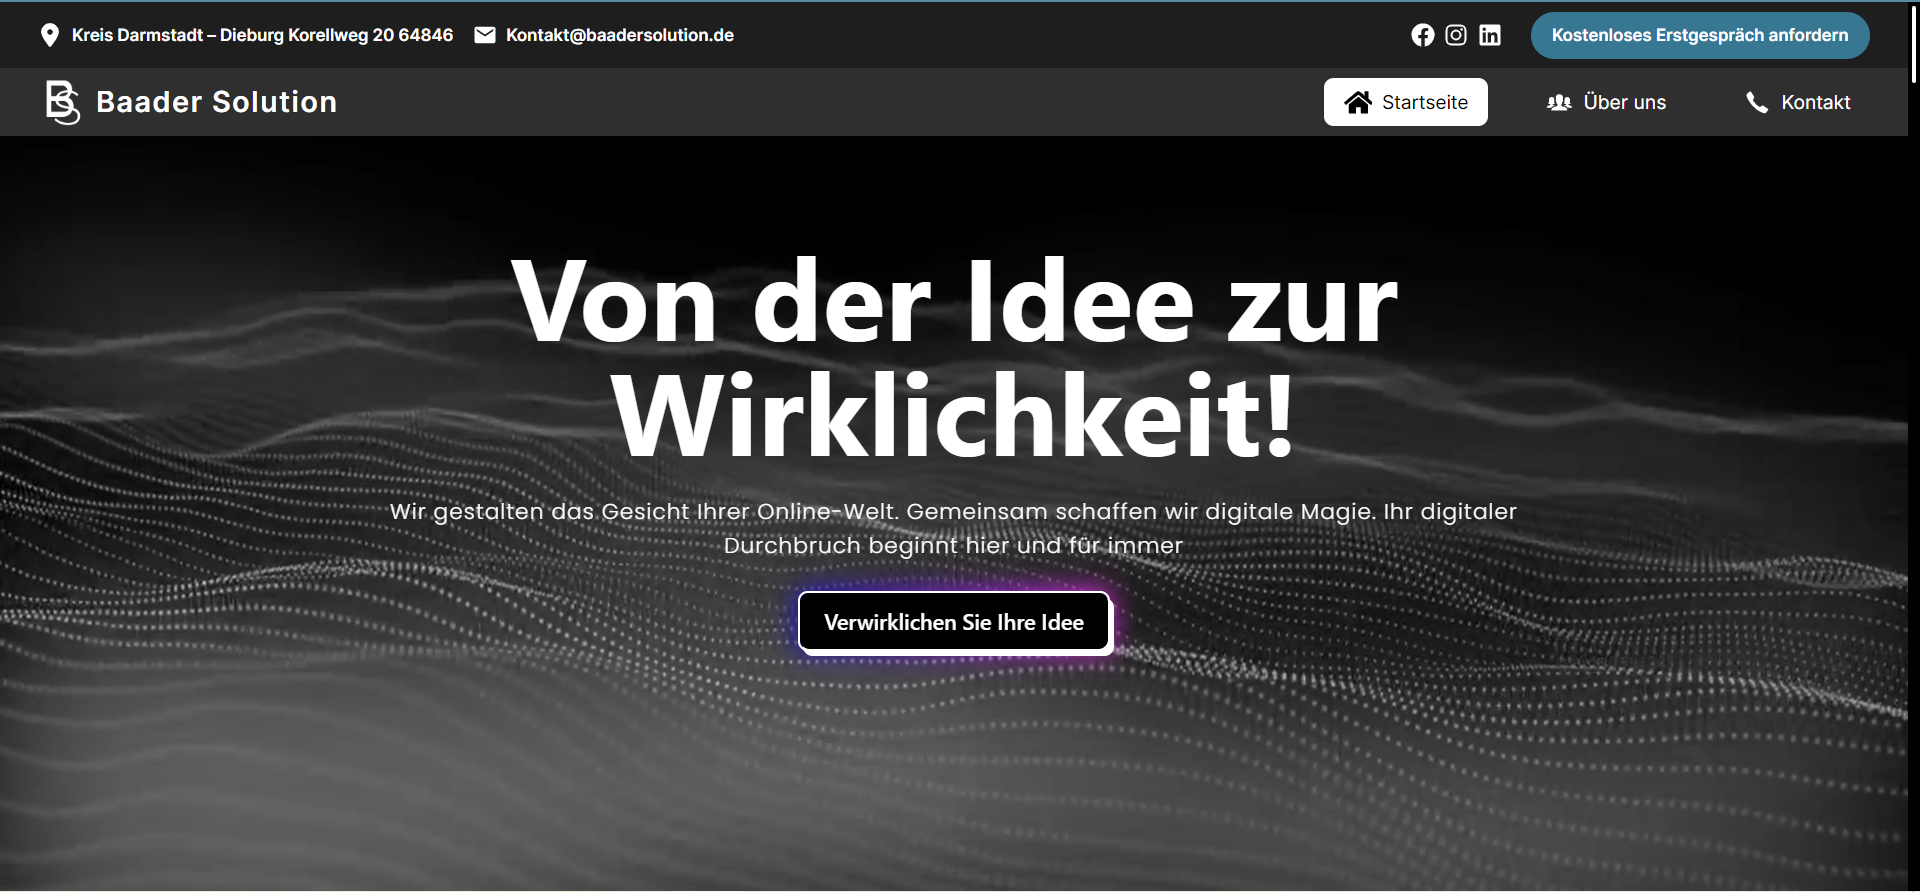 Kreis Darmstadt – Dieburg Korellweg 20 64846
Kontakt@baadersolution.de
Kostenloses Erstgespräch anfordern
BS Baader Solution
Startseite
Über uns
Kontakt
Von der Idee zur
Wirklichkeit!
Wir gestalten das Gesicht Ihrer Online-Welt. Gemeinsam schaffen wir digitale Magie. Ihr digitaler
Durchbruch beginnt hier und für immer
Verwirklichen Sie Ihre Idee